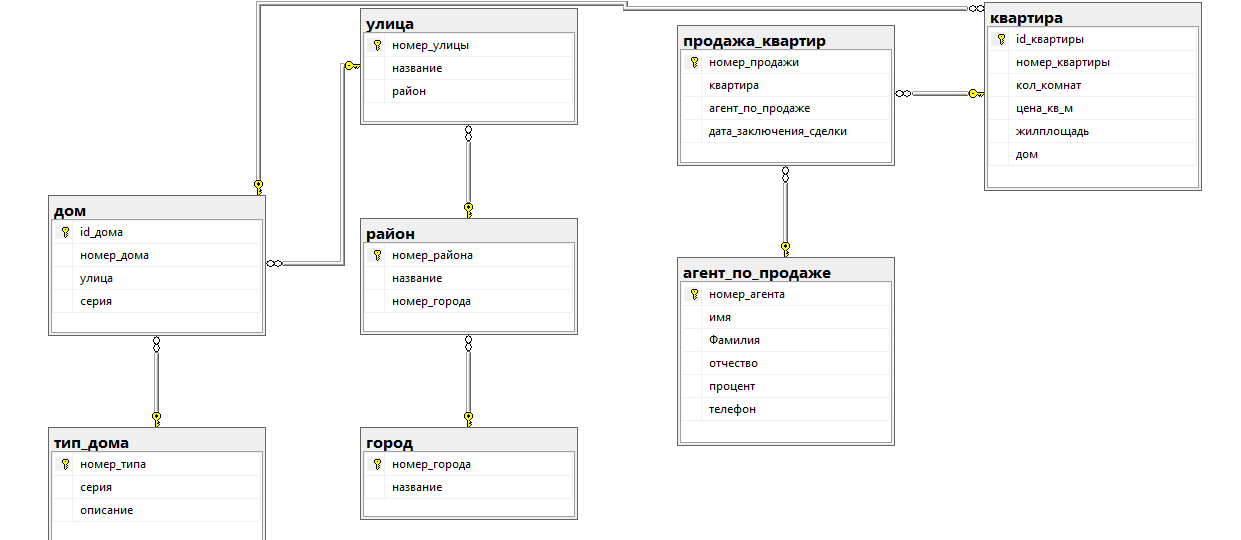 улица
номер_улицы
название
район
продажа_квартир
номер_продажи
квартира
агент_по_продаже
дата_заключения_сделки
квартира
id_квартиры
номер_квартиры
кол_комнат
цена_кв_м
жилплощадь
дом
дом
id_дома
номер_дома
улица
серия
район
номер_района
название
номер_города
агент_по_продаже
номер_агента
имя
Фамилия
отчество
процент
телефон
тип_дома
номер_типа
серия
описание
город
номер_города
название